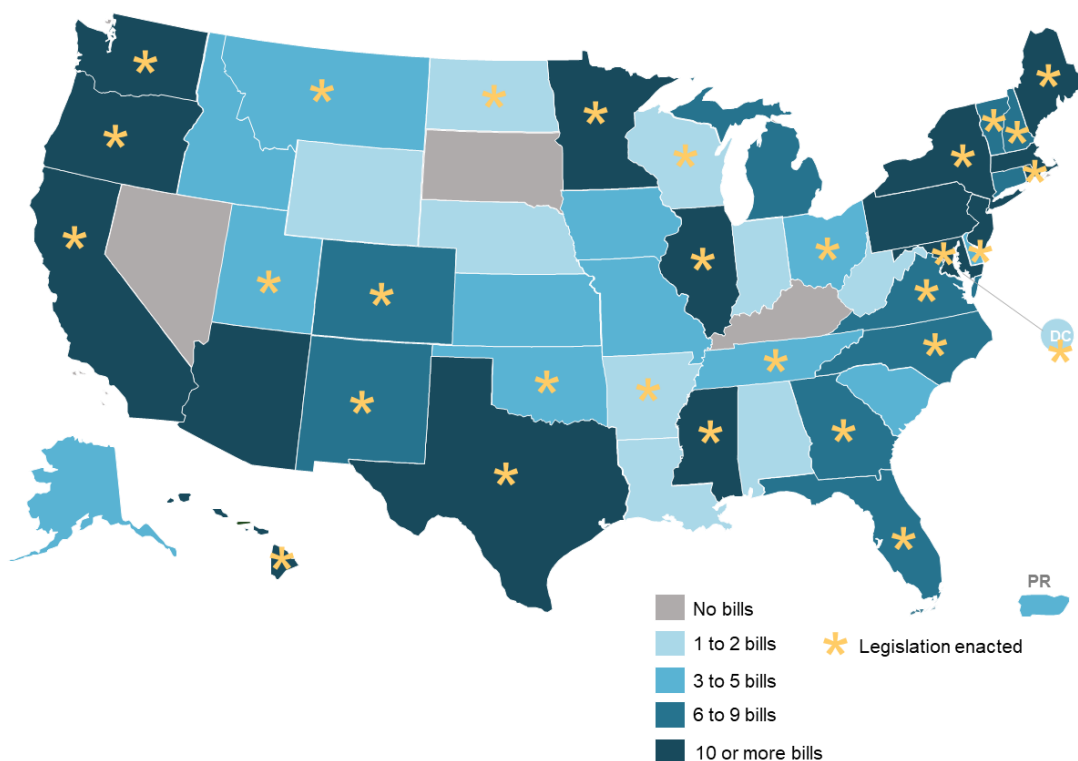 DC
PR
No bills
1 to 2 bills
Legislation enacted
3 to 5 bills
6 to 9 bills
10 or more bills